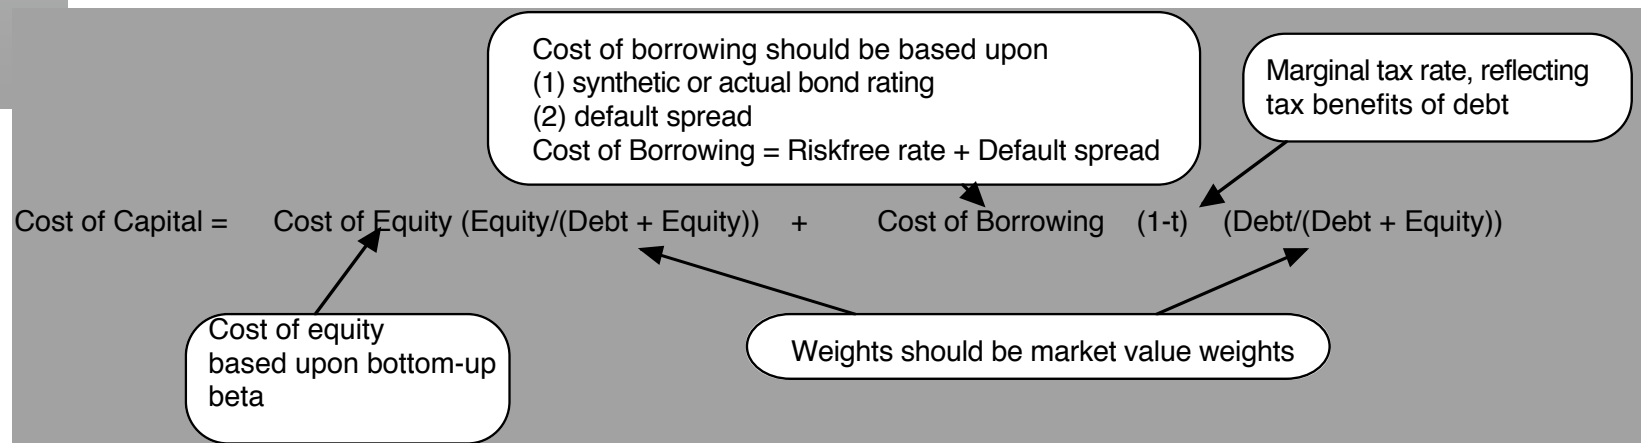 Cost of borrowing should be based upon
(1) synthetic or actual bond rating
(2) default spread
Cost of Borrowing = Riskfree rate + Default spread
Marginal tax rate, reflecting
tax benefits of debt
Cost of Capital = Cost of Equity (Equity/(Debt + Equity)) + Cost of Borrowing (1-t) (Debt/(Debt + Equity))
Cost of equity
based upon bottom-up
beta
Weights should be market value weights